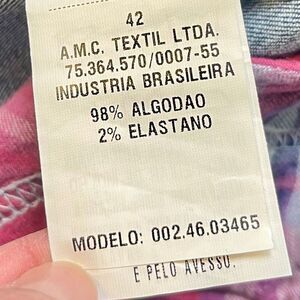 42
A.M.C. TEXTIL LTDA.
75.364.570/0007-55
INDUSTRIA BRASILEIRA
98% ALGODAO
2% ELASTANO
MODELO: 002.46.03465
E PELO AVESSO.